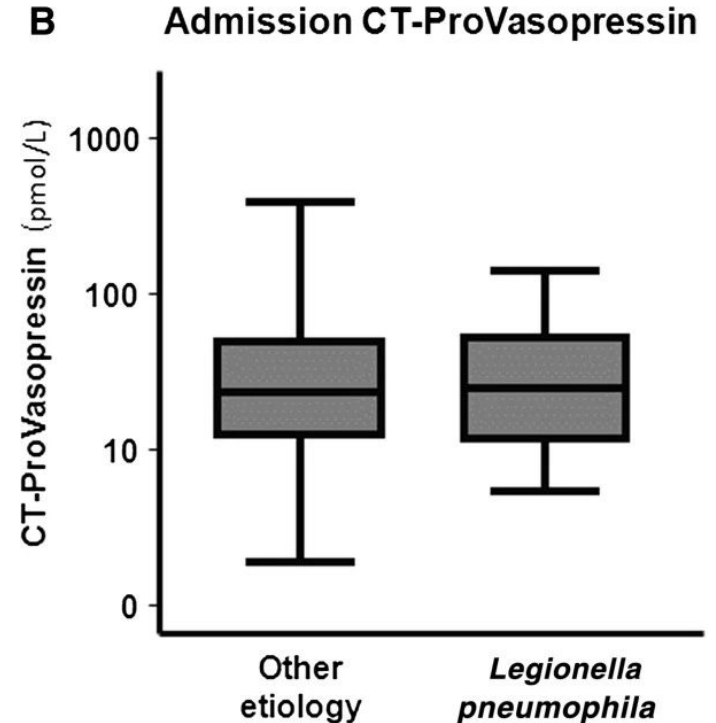 B Admission CT-ProVasopressin
CT-ProVasopressin (pmol/L)
1000
100
10
0
Other
etiology
Legionella
pneumophila